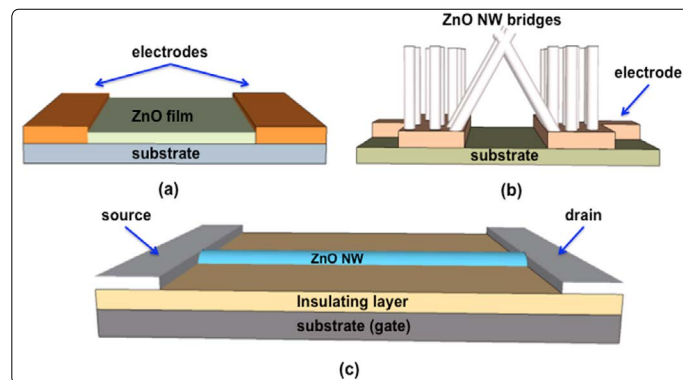 electrodes
ZnO film
substrate
(a)
ZnO NW bridges
electrode
substrate
(b)
source
drain
ZnO NW
Insulating layer
substrate (gate)
(c)